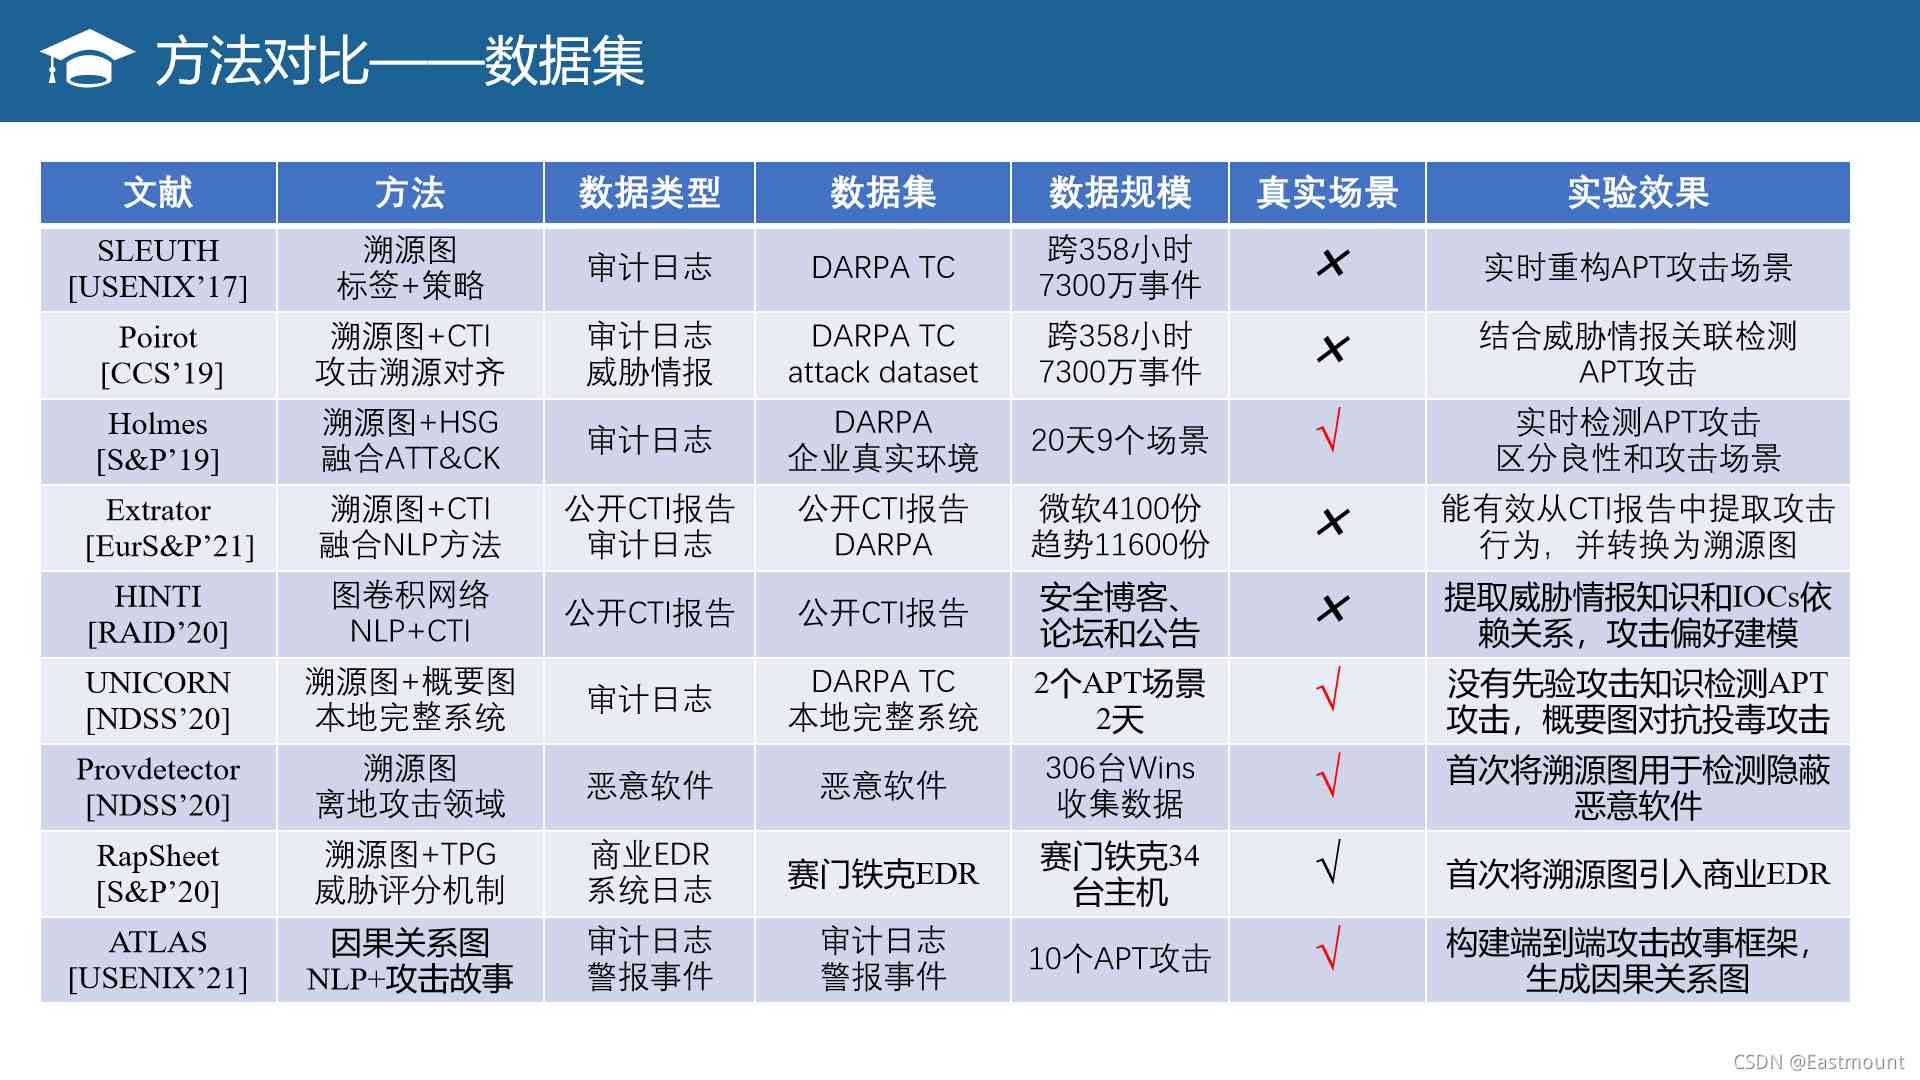 方法对比——数据集
文献 方法 数据类型 数据集 数据规模 真实场景 实验效果
SLEUTH
[USENIX’17]
溯源图
标签+策略
审计日志
DARPA TC
跨358小时
7300万事件
×
实时重构APT攻击场景
Poirot
[CCS’19]
溯源图+CTI
攻击溯源对齐
审计日志
威胁情报
DARPA TC
attack dataset
跨358小时
7300万事件
×
结合威胁情报关联检测
APT攻击
Holmes
[S&P’19]
溯源图+HSG
融合ATT&CK
审计日志
DARPA
企业真实环境
20天9个场景
√
实时检测APT攻击
区分良性和攻击场景
Extrator
[EurS&P’21]
溯源图+CTI
融合NLP方法
公开CTI报告
审计日志
公开CTI报告
DARPA
微软4100份
趋势11600份
×
能有效从CTI报告中提取攻击
行为，并转换为溯源图
HINTI
[RAID’20]
图卷积网络
NLP+CTI
公开CTI报告
公开CTI报告
安全博客、
论坛和公告
×
提取威胁情报知识和IOCs依
赖关系，攻击偏好建模
UNICORN
[NDSS’20]
溯源图+概要图
本地完整系统
审计日志
DARPA TC
本地完整系统
2个APT场景
2天
√
没有先验攻击知识检测APT
攻击，概要图对抗投毒攻击
Provdetector
[NDSS’20]
溯源图
离地攻击领域
恶意软件
恶意软件
306台Wins
收集数据
√
首次将溯源图用于检测隐蔽
恶意软件
RapSheet
[S&P’20]
溯源图+TPG
威胁评分机制
商业EDR
系统日志
赛门铁克EDR
赛门铁克34
台主机
√
首次将溯源图引入商业EDR
ATLAS
[USENIX’21]
因果关系图
NLP+攻击故事
审计日志
警报事件
审计日志
警报事件
10个APT攻击
√
构建端到端攻击故事框架，
生成因果关系图
CSDN @Eastmount